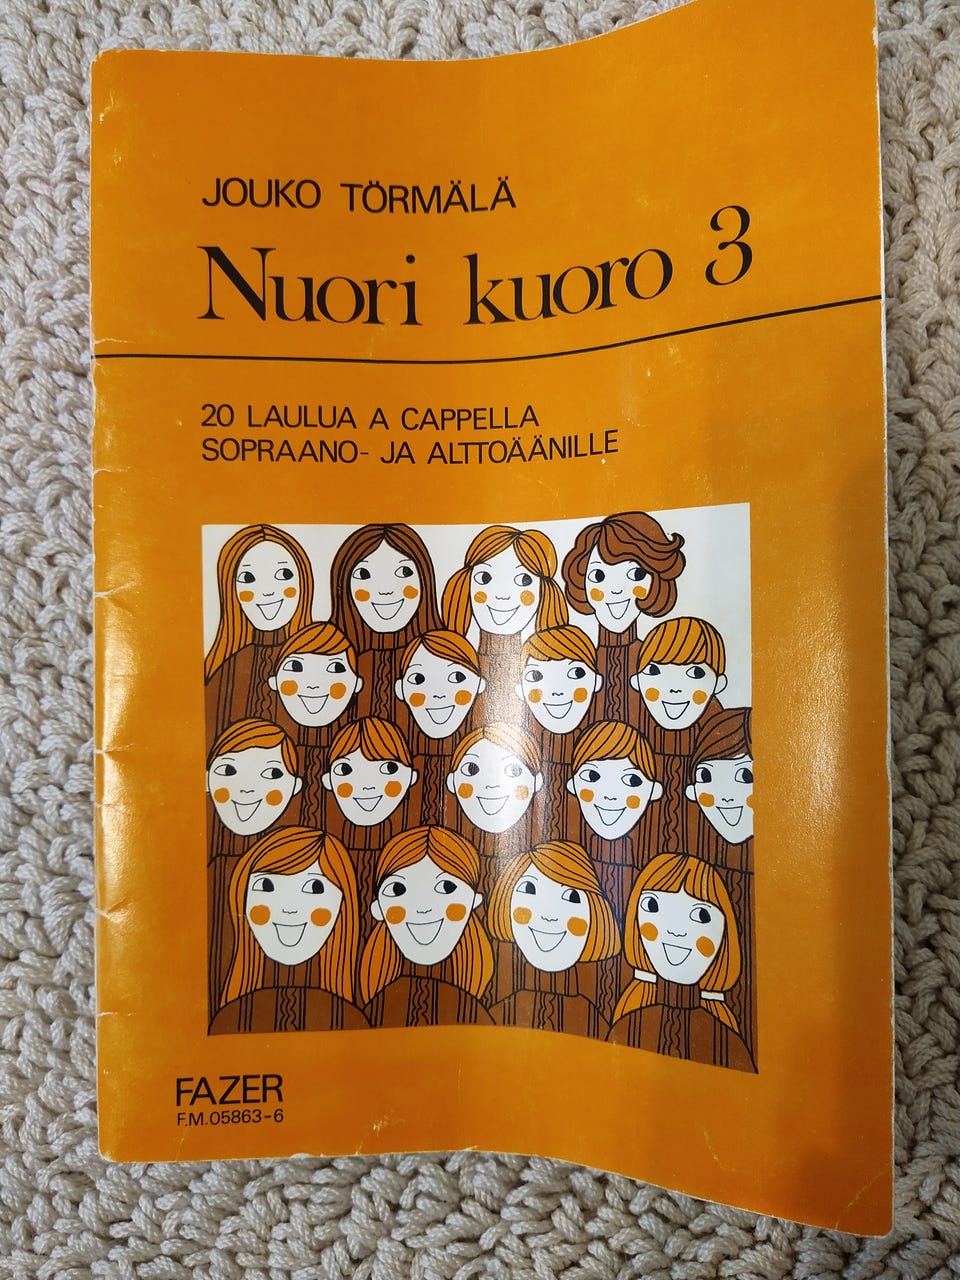 JOUKO TÖRMÄLÄ
Nuori kuoro 3
20 LAULUA A CAPPELLA
SOPRAANO- JA ALTTOÄÄNILLE
FAZER
F.M.05863-6